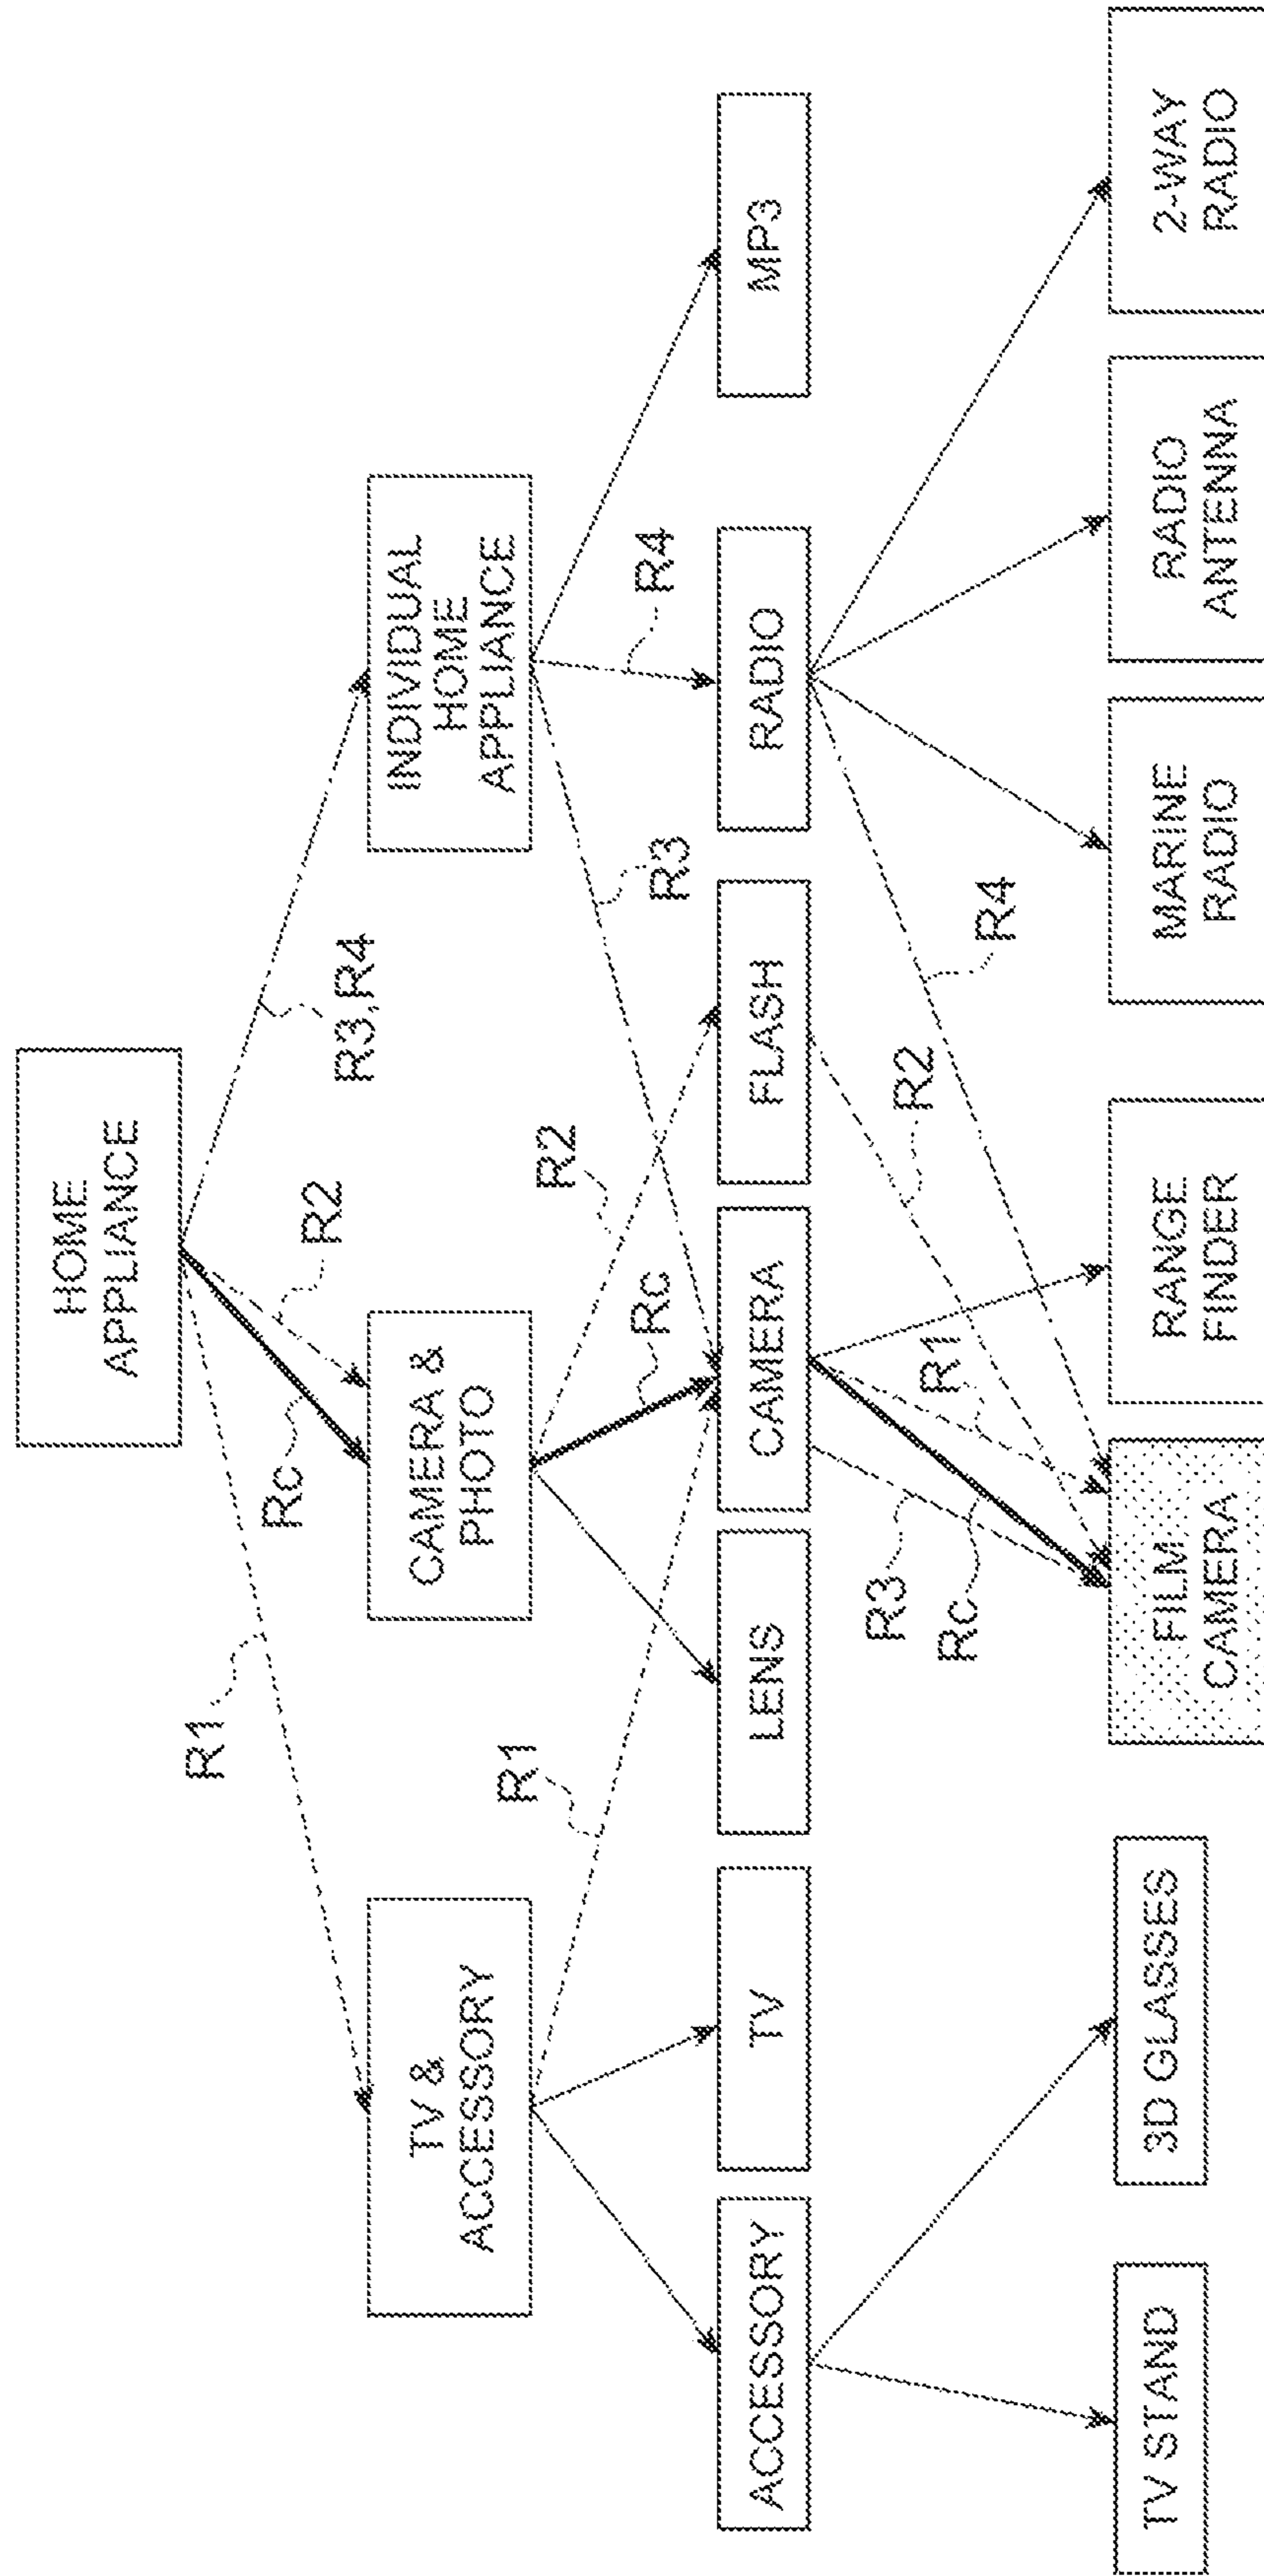 HOME
APPLIANCE
R1
Rc
R2
R3,R4
TV &
ACCESSORY
CAMERA &
PHOTO
INDIVIDUAL
HOME
APPLIANCE
R1
R2
Rc
R3
R4
ACCESSORY
TV
LENS
CAMERA
FLASH
RADIO
MP3
R3
Rc
R1
R2
R4
TV STAND
3D GLASSES
FILM
CAMERA
RANGE
FINDER
MARINE
RADIO
RADIO
ANTENNA
2-WAY
RADIO